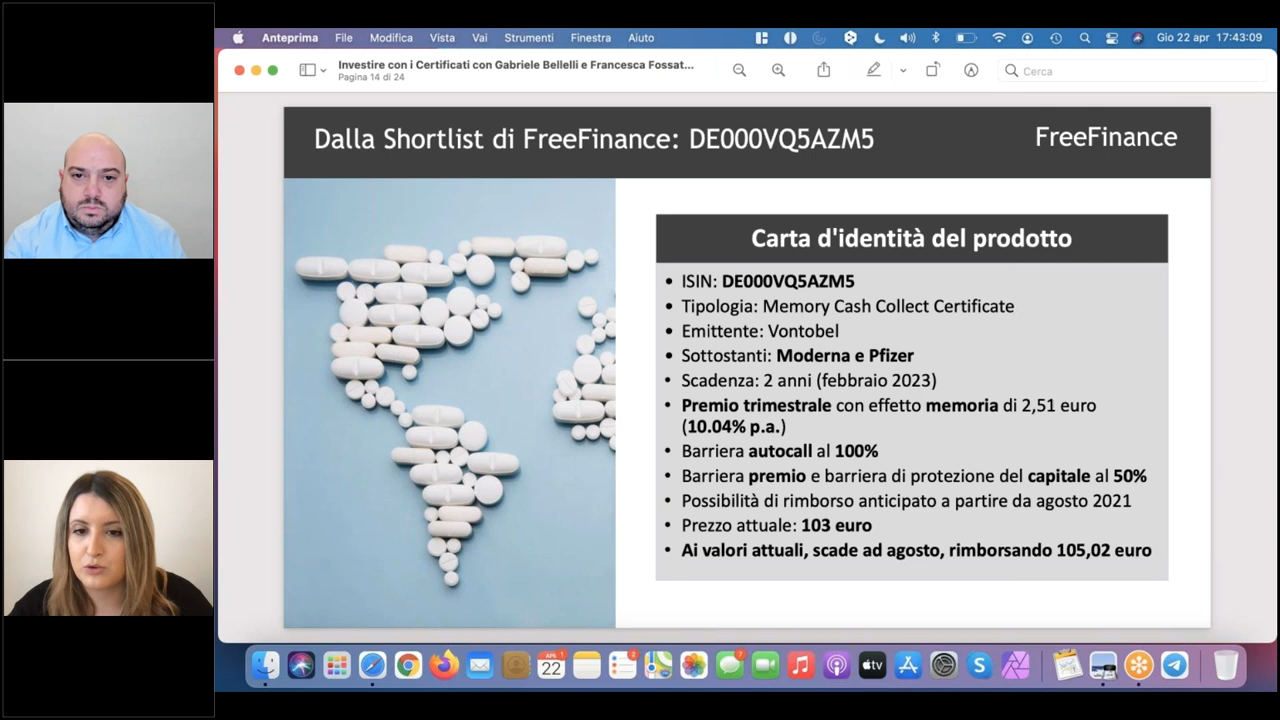 Anteprima File Modifica Vista Vai Strumenti Finestra Aiuto Gio 22 apr 17:43:09
Investire con i Certificati con Gabriele Bellelli e Francesca Fossat...
Pagina 14 di 24
Cerca
Dalla Shortlist di FreeFinance: DE000VQ5AZM5
FreeFinance
Carta d'identità del prodotto
• ISIN: DE000VQ5AZM5
• Tipologia: Memory Cash Collect Certificate
• Emittente: Vontobel
• Sottostanti: Moderna e Pfizer
• Scadenza: 2 anni (febbraio 2023)
• Premio trimestrale con effetto memoria di 2,51 euro
(10.04% p.a.)
• Barriera autocall al 100%
• Barriera premio e barriera di protezione del capitale al 50%
• Possibilità di rimborso anticipato a partire da agosto 2021
• Prezzo attuale: 103 euro
• Ai valori attuali, scade ad agosto, rimborsando 105,02 euro
APR
22
tv